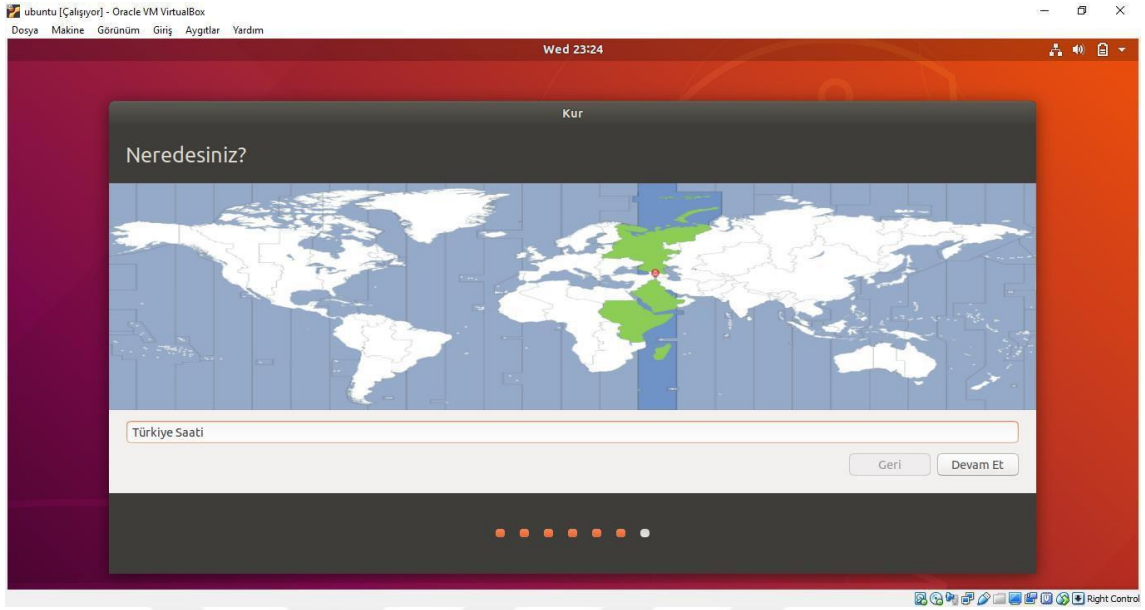 ubuntu [Çalışıyor] - Oracle VM VirtualBox
Dosya Makine Görünüm Giriş Aygıtlar Yardım
Wed 23:24
Kur
Neredesiniz?
Türkiye Saati
Geri Devam Et
Right Control